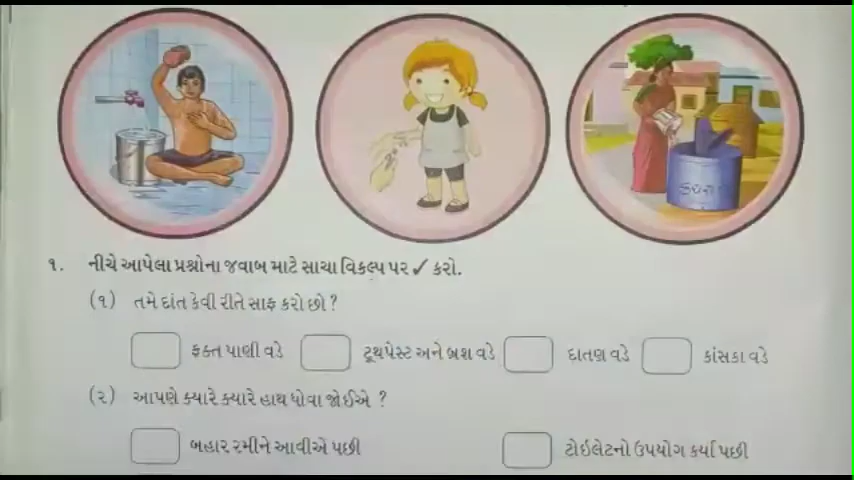 કચરા
૧. નીચે આપેલા પ્રશ્નોના જવાબ માટે સાચા વિકલ્પ પર ✓ કરો.
(૧) તમે દાંત કેવી રીતે સાફ કરો છો ?
ફક્ત પાણી વડે ટૂથપેસ્ટ અને બ્રશ વડે દાતણ વડે કાંસકા વડે
(૨) આપણે ક્યારે ક્યારે હાથ ધોવા જોઈએ ?
બહાર રમીને આવીએ પછી ટોઇલેટનો ઉપયોગ કર્યા પછી